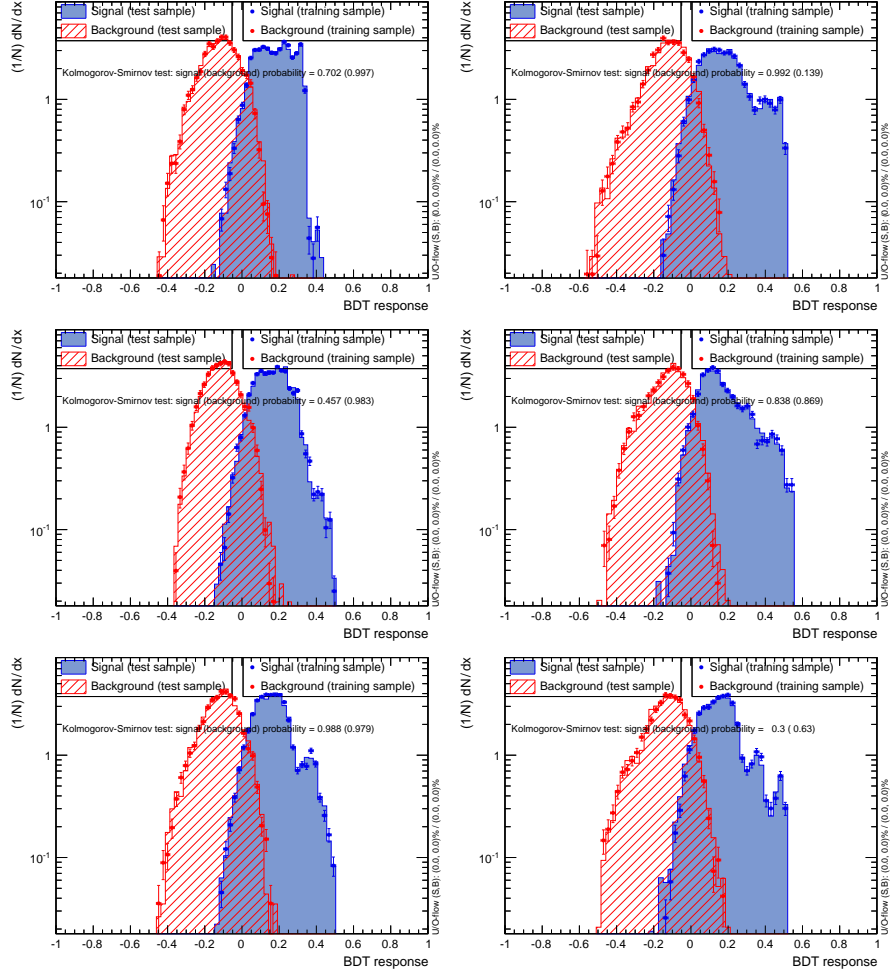 Signal (test sample)
Background (test sample)
Signal (training sample)
Background (training sample)
Kolmogorov-Smirnov test: signal (background) probability = 0.702 (0.997)
(1/N) dN/dx
1
10-1
-1 -0.8 -0.6 -0.4 -0.2 0 0.2 0.4 0.6 0.8 1
BDT response
U/O-flow (S,B): (0.0, 0.0)% / (0.0, 0.0)%
Signal (test sample)
Background (test sample)
Signal (training sample)
Background (training sample)
Kolmogorov-Smirnov test: signal (background) probability = 0.992 (0.139)
(1/N) dN/dx
1
10-1
-1 -0.8 -0.6 -0.4 -0.2 0 0.2 0.4 0.6 0.8 1
BDT response
U/O-flow (S,B): (0.0, 0.0)% / (0.0, 0.0)%
Signal (test sample)
Background (test sample)
Signal (training sample)
Background (training sample)
Kolmogorov-Smirnov test: signal (background) probability = 0.457 (0.983)
(1/N) dN/dx
1
10-1
-1 -0.8 -0.6 -0.4 -0.2 0 0.2 0.4 0.6 0.8 1
BDT response
U/O-flow (S,B): (0.0, 0.0)% / (0.0, 0.0)%
Signal (test sample)
Background (test sample)
Signal (training sample)
Background (training sample)
Kolmogorov-Smirnov test: signal (background) probability = 0.838 (0.869)
(1/N) dN/dx
1
10-1
-1 -0.8 -0.6 -0.4 -0.2 0 0.2 0.4 0.6 0.8 1
BDT response
U/O-flow (S,B): (0.0, 0.0)% / (0.0, 0.0)%
Signal (test sample)
Background (test sample)
Signal (training sample)
Background (training sample)
Kolmogorov-Smirnov test: signal (background) probability = 0.988 (0.979)
(1/N) dN/dx
1
10-1
-1 -0.8 -0.6 -0.4 -0.2 0 0.2 0.4 0.6 0.8 1
BDT response
U/O-flow (S,B): (0.0, 0.0)% / (0.0, 0.0)%
Signal (test sample)
Background (test sample)
Signal (training sample)
Background (training sample)
Kolmogorov-Smirnov test: signal (background) probability = 0.3 ( 0.63)
(1/N) dN/dx
1
10-1
-1 -0.8 -0.6 -0.4 -0.2 0 0.2 0.4 0.6 0.8 1
BDT response
U/O-flow (S,B): (0.0, 0.0)% / (0.0, 0.0)%